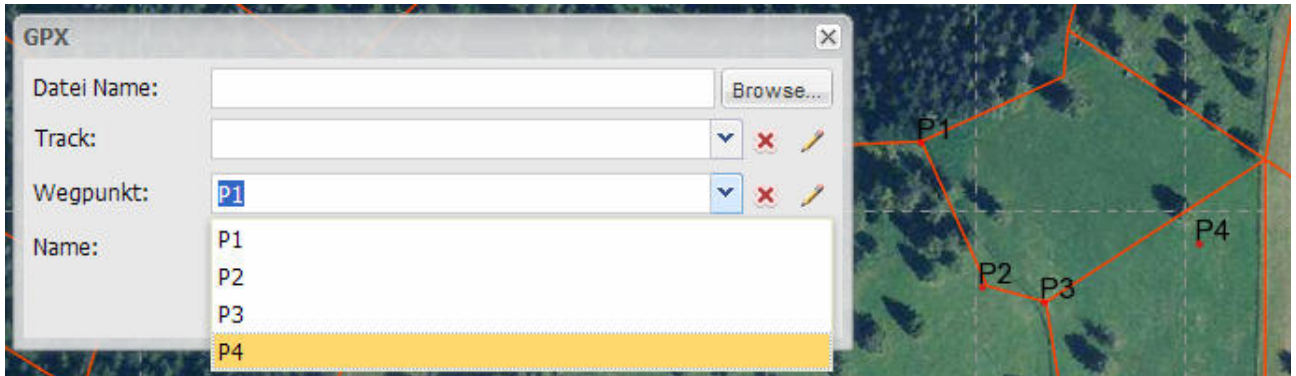 GPX
Datei Name:
Browse...
Track:
Wegpunkt: P1
Name:
P1
P2
P3
P4
P1
P2
P3
P4